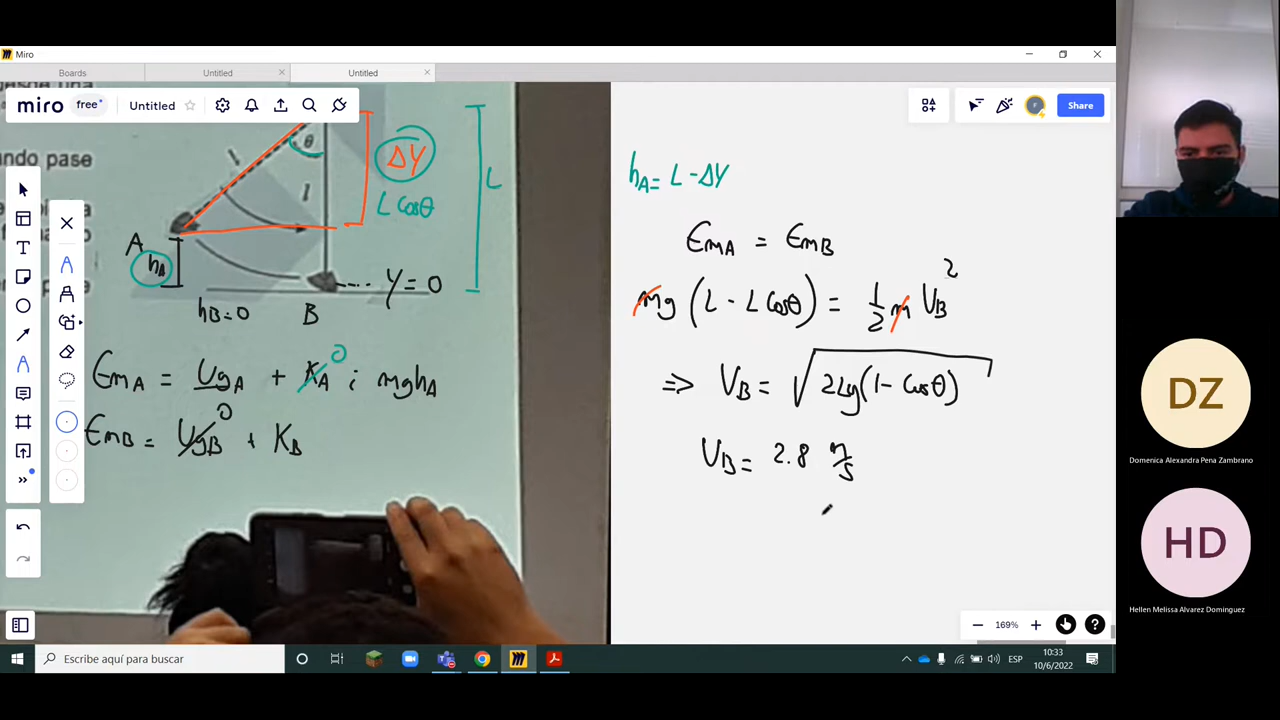 Miro
Boards
Untitled
Untitled
miro
free
Untitled
Share
ando pase
θ
l
l
ΔY
L Cosθ
L
A
hA
Y = 0
hB = 0
B
EmA = UgA + KA 0 ; mghA
EmB = UgB 0 + KB
hA = L - ΔY
EmA = EmB
mg (L - L Cosθ) = 1/2 m VB²
=> VB = √2Lg(1 - Cosθ)
VB = 2.8 m/s
DZ
Domenica Alexandra Pena Zambrano
HD
Hellen Melissa Alvarez Dominguez
169%
Escribe aquí para buscar
ESP
10:33
10/6/2022